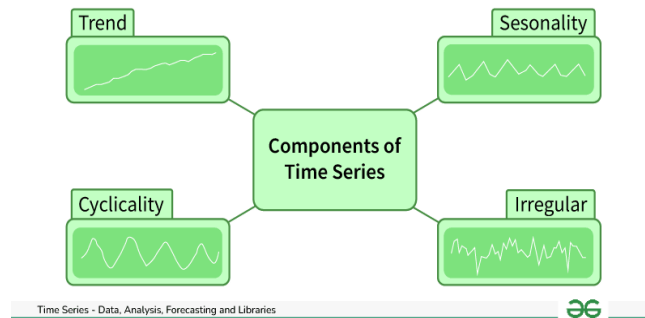 Trend
Sesonality
Components of
Time Series
Cyclicality
Irregular
Time Series - Data, Analysis, Forecasting and Libraries